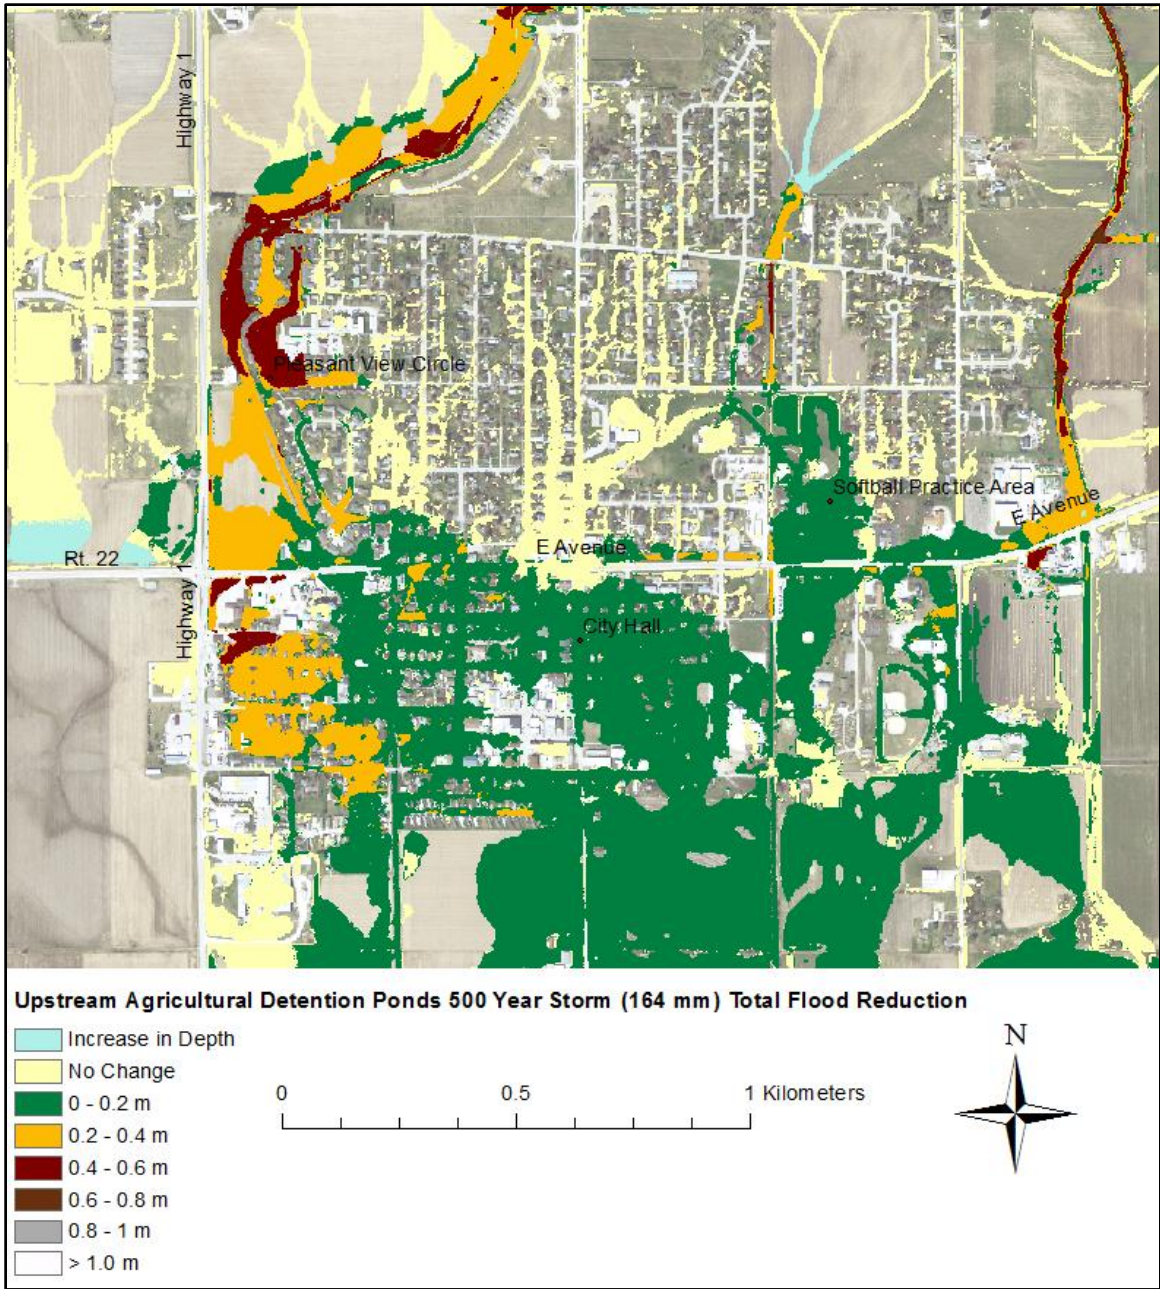 Highway 1
Pleasant View Circle
Softball Practice Area
E Avenue
E Avenue
Rt. 22
Highway 1
City Hall
Upstream Agricultural Detention Ponds 500 Year Storm (164 mm) Total Flood Reduction
Increase in Depth
No Change
0 - 0.2 m
0.2 - 0.4 m
0.4 - 0.6 m
0.6 - 0.8 m
0.8 - 1 m
> 1.0 m
0 0.5 1 Kilometers
N